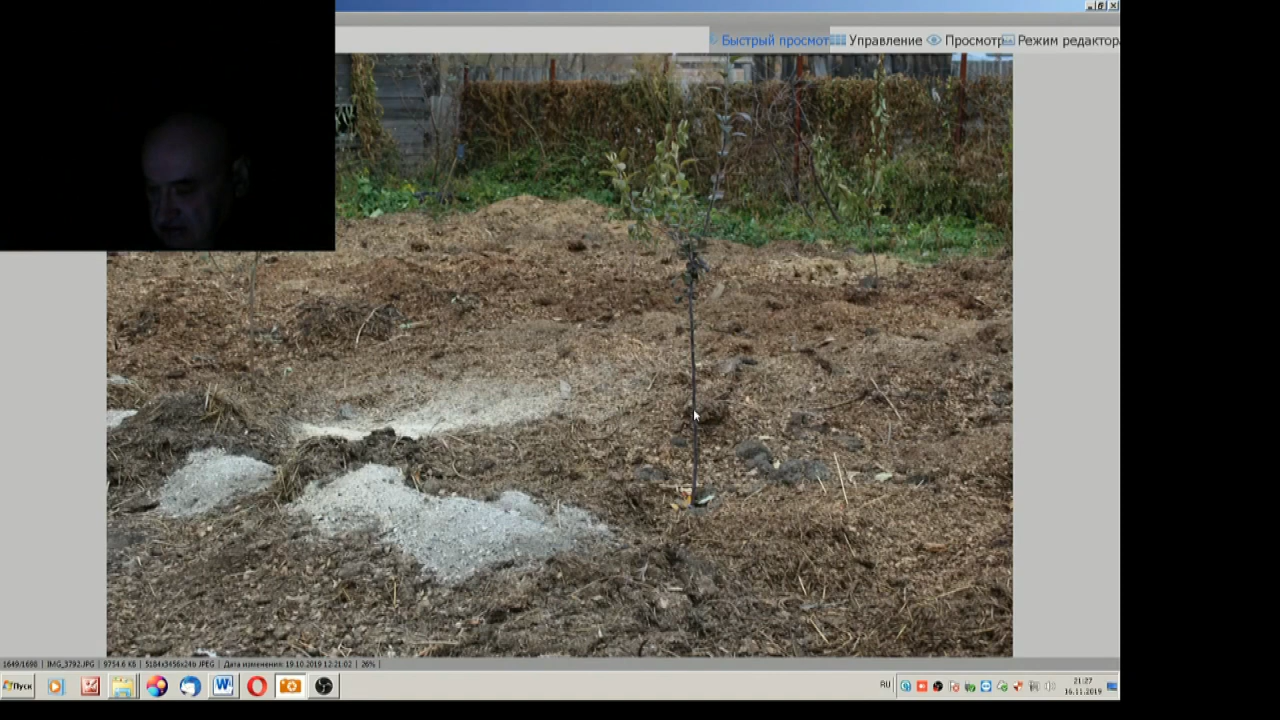 Быстрый просмотр Управление Просмотр Режим редактор
1649/1698 | IMG_3792.JPG | 9754.6 Кб | 5184x3456x24b JPEG | Дата изменения: 19.10.2019 12:21:02 | 26% |
Пуск RU 21:27
16.11.2019